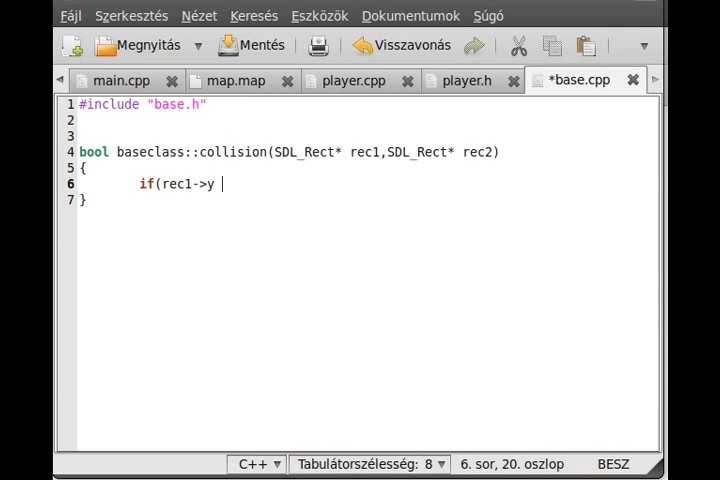 Fájl Szerkesztés Nézet Keresés Eszközök Dokumentumok Súgó
Megnyitás Mentés Visszavonás
main.cpp map.map player.cpp player.h *base.cpp
1 #include "base.h"
2
3
4 bool baseclass::collision(SDL_Rect* rec1,SDL_Rect* rec2)
5 {
6 if(rec1->y
7 }
C++ Tabulátorszélesség: 8 6. sor, 20. oszlop BESZ